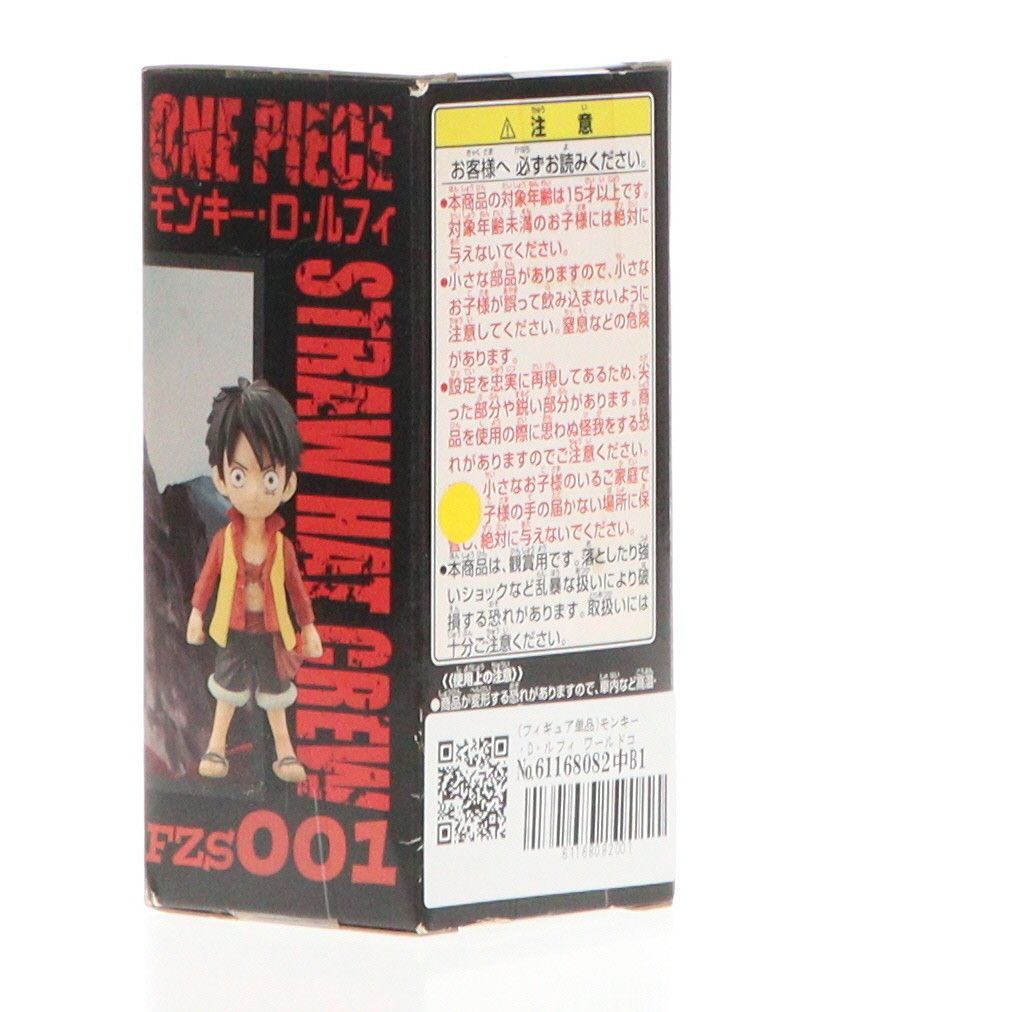 ONE PIECE
モンキー・D・ルフィ
STRAW HAT CREW
FZS001
⚠ 注意
お客様へ 必ずお読みください。
●本商品の対象年齢は15才以上です。
対象年齢未満のお子様には絶対に
与えないでください。
●小さな部品がありますので、小さな
お子様が誤って飲み込まないように
注意してください。窒息などの危険
があります。
●設定を忠実に再現してあるため、尖
った部分や鋭い部分があります。商
品を使用の際に思わぬ怪我をする恐
れがありますのでご注意ください。
小さなお子様のいるご家庭で
子様の手の届かない場所に保
管し、絶対に与えないでください。
●本商品は、観賞用です。落としたり強
いショックなど乱暴な扱いにより破
損する恐れがあります。取扱いには
十分ご注意ください。
《使用上の注意》
●商品が変形する恐れがありますので、車内など高温・
(フィギュア単品)モンキー
・D・ルフィ ワールドコ
No.61168082中B1
61168082001